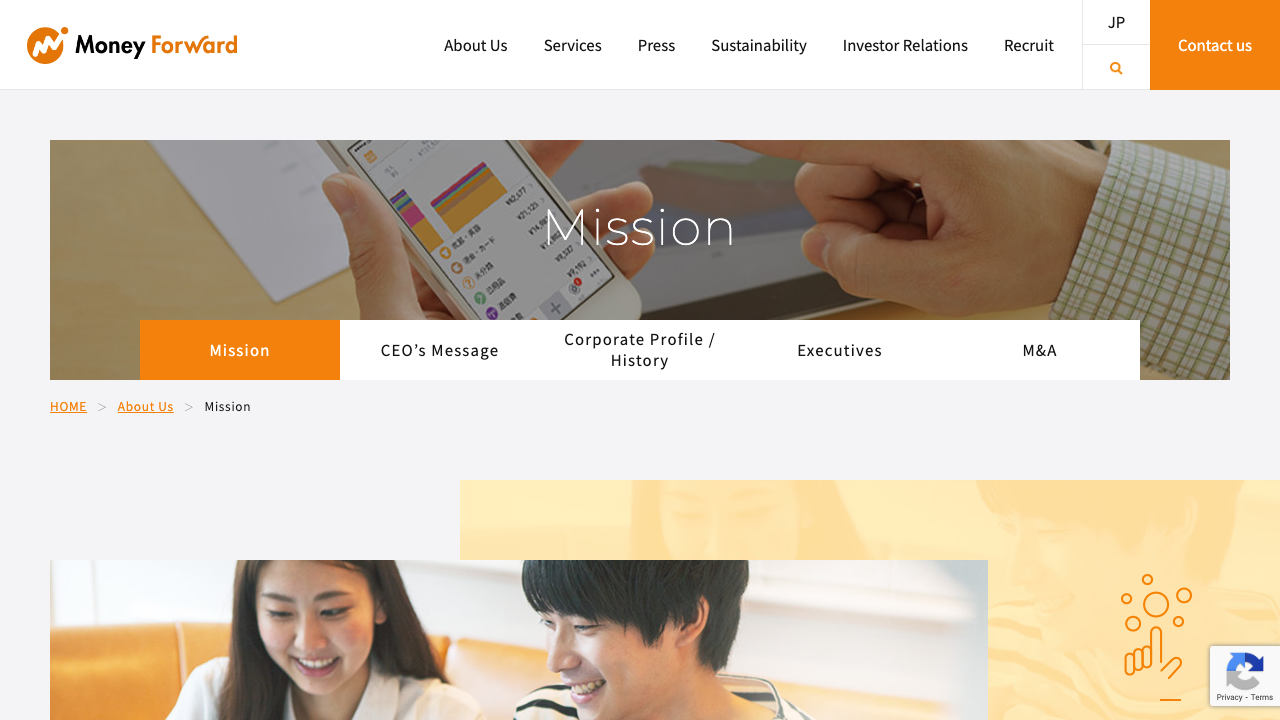 Money Forward
About Us
Services
Press
Sustainability
Investor Relations
Recruit
JP
Contact us
Mission
Mission
CEO’s Message
Corporate Profile /
History
Executives
M&A
HOME > About Us > Mission
Privacy - Terms